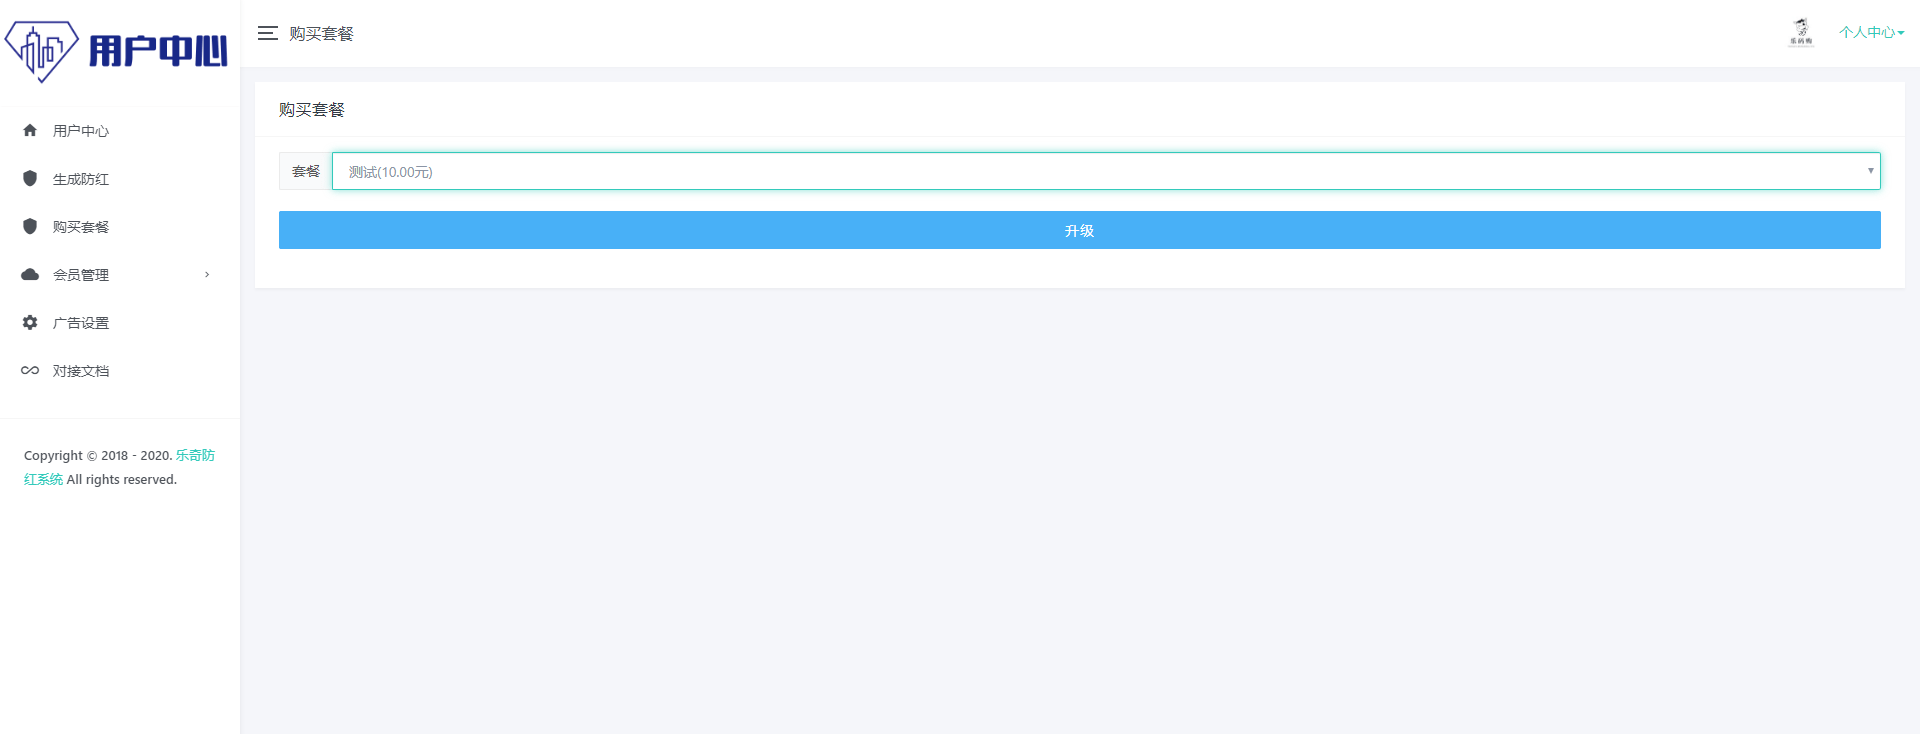 用户中心
购买套餐
乐码购
个人中心
用户中心
生成防红
购买套餐
会员管理
广告设置
对接文档
Copyright © 2018 - 2020. 乐奇防
红系统 All rights reserved.
购买套餐
套餐
测试(10.00元)
升级